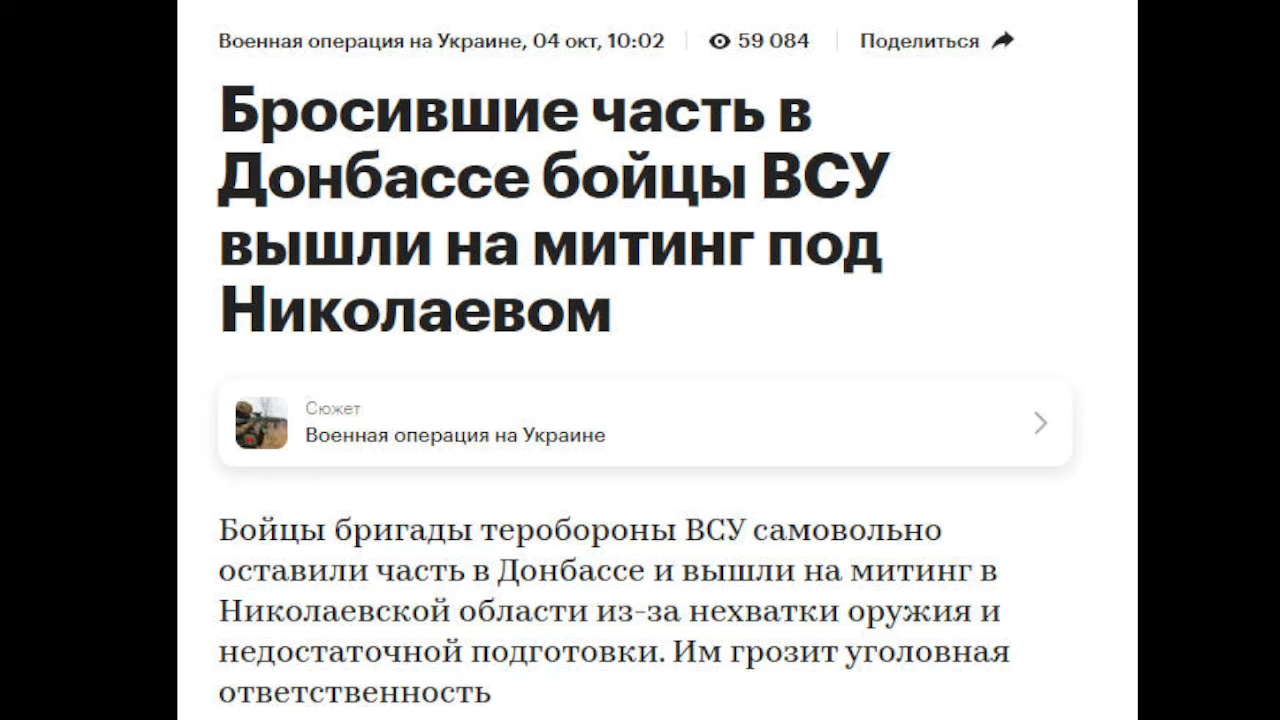 Военная операция на Украине, 04 окт, 10:02 59 084 Поделиться
Бросившие часть в
Донбассе бойцы ВСУ
вышли на митинг под
Николаевом
Сюжет
Военная операция на Украине
Бойцы бригады теробороны ВСУ самовольно
оставили часть в Донбассе и вышли на митинг в
Николаевской области из-за нехватки оружия и
недостаточной подготовки. Им грозит уголовная
ответственность